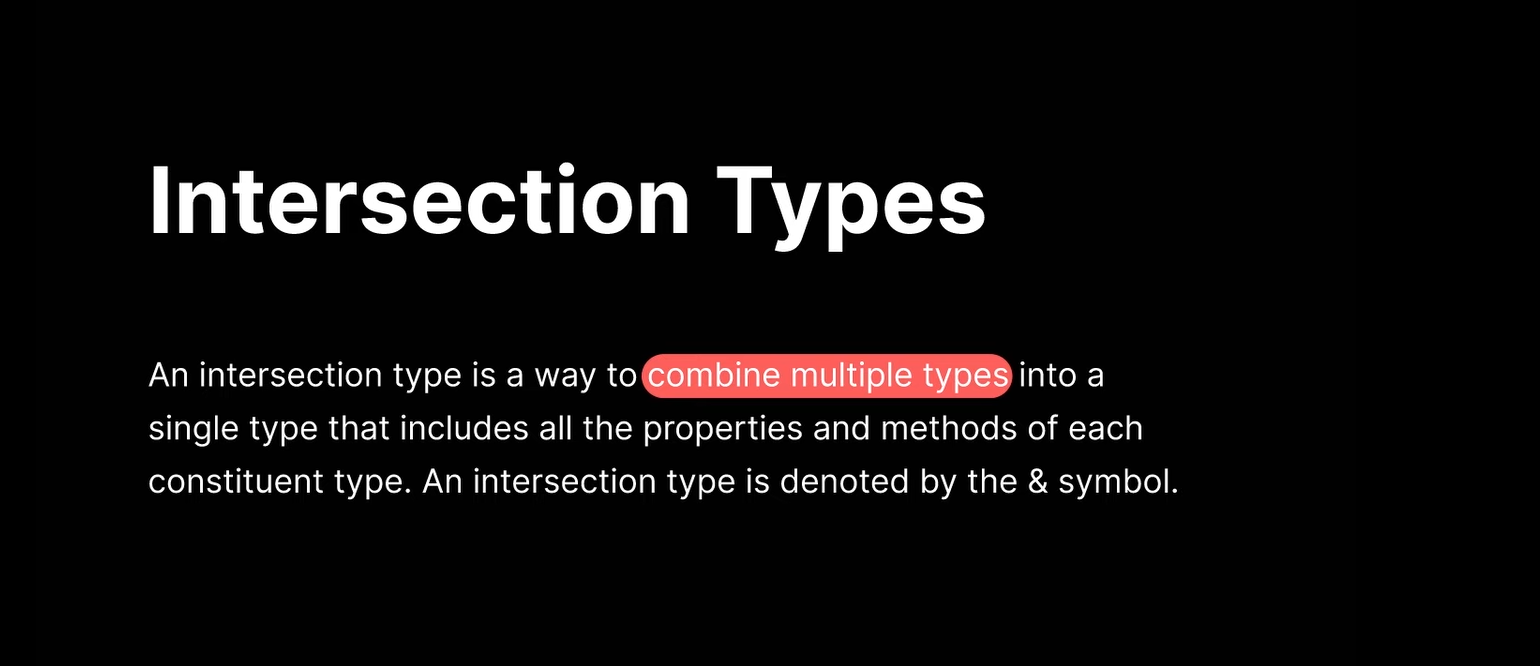 Intersection Types
An intersection type is a way to combine multiple types into a
single type that includes all the properties and methods of each
constituent type. An intersection type is denoted by the & symbol.